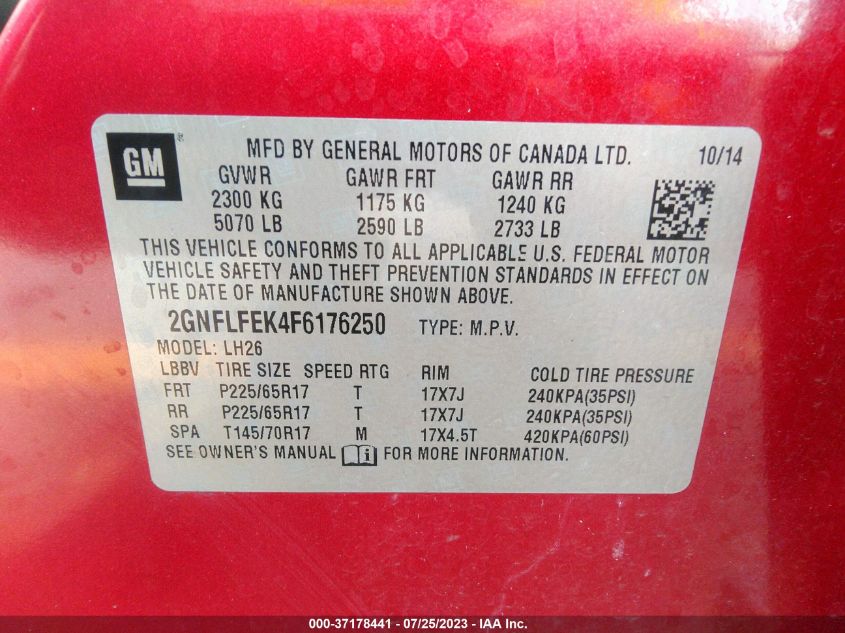 GM
MFD BY GENERAL MOTORS OF CANADA LTD. 10/14
GVWR GAWR FRT GAWR RR
2300 KG 1175 KG 1240 KG
5070 LB 2590 LB 2733 LB
THIS VEHICLE CONFORMS TO ALL APPLICABLE U.S. FEDERAL MOTOR
VEHICLE SAFETY AND THEFT PREVENTION STANDARDS IN EFFECT ON
THE DATE OF MANUFACTURE SHOWN ABOVE.
2GNFLFEK4F6176250 TYPE: M.P.V.
MODEL: LH26
LBBV TIRE SIZE SPEED RTG RIM COLD TIRE PRESSURE
FRT P225/65R17 T 17X7J 240KPA(35PSI)
RR P225/65R17 T 17X7J 240KPA(35PSI)
SPA T145/70R17 M 17X4.5T 420KPA(60PSI)
SEE OWNER'S MANUAL FOR MORE INFORMATION.
000-37178441 - 07/25/2023 - IAA Inc.